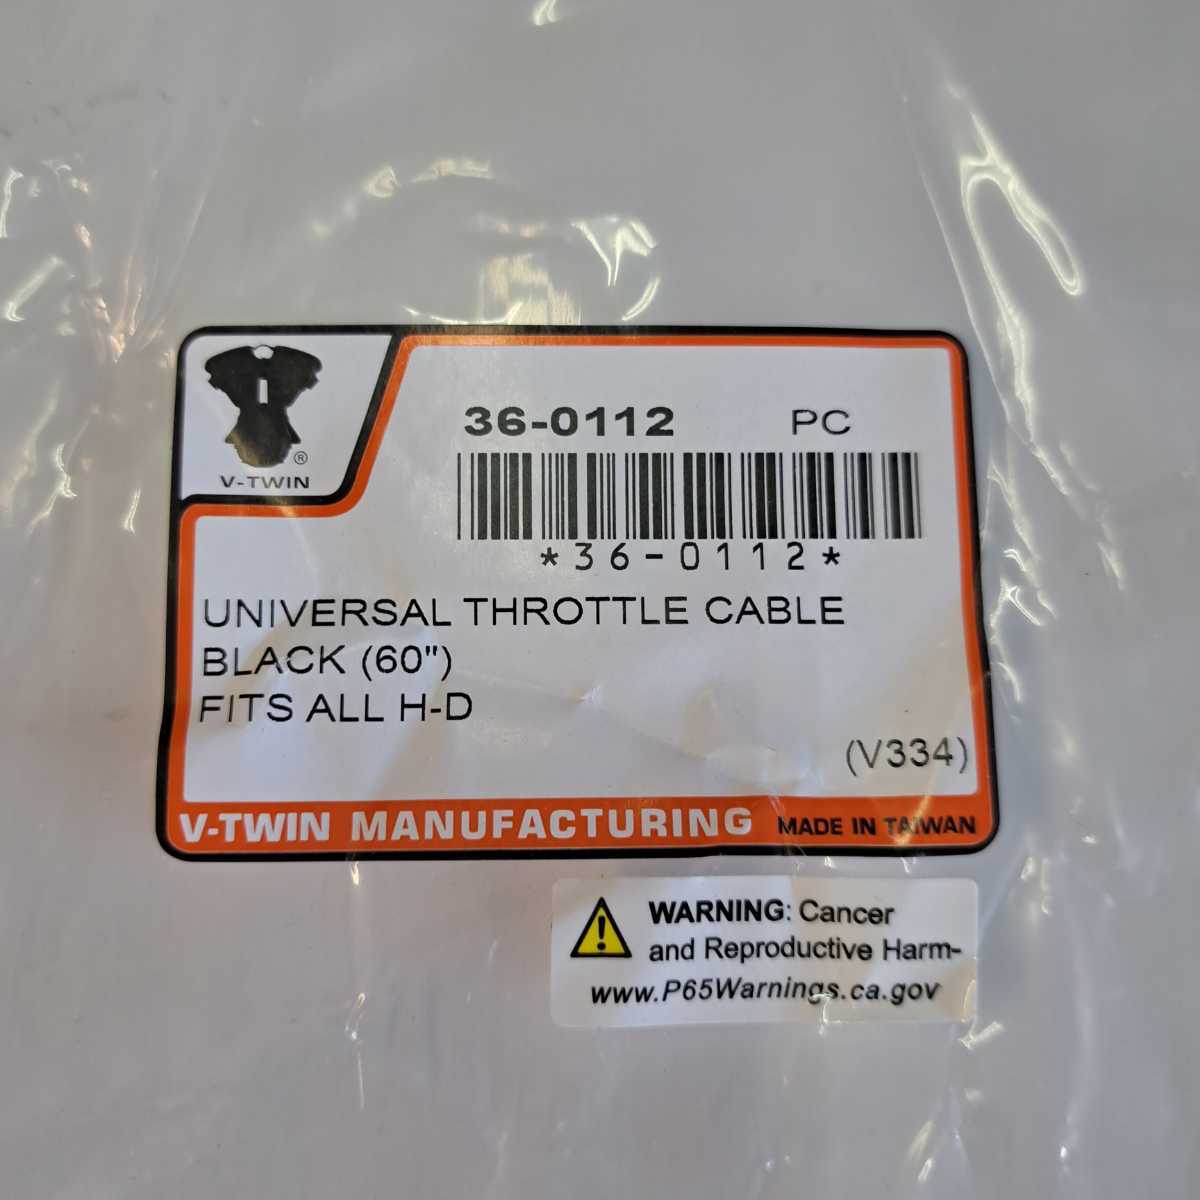 V-TWIN ®
36-0112 PC
*36-0112*
UNIVERSAL THROTTLE CABLE
BLACK (60")
FITS ALL H-D
(V334)
V-TWIN MANUFACTURING MADE IN TAIWAN
WARNING: Cancer
and Reproductive Harm-
www.P65Warnings.ca.gov